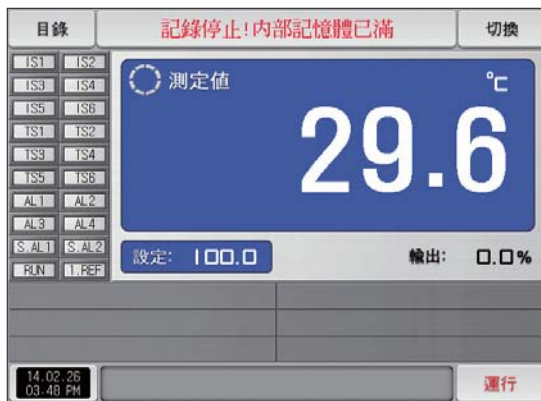 目錄 記錄停止!内部記憶體已滿 切換
IS1 IS2
IS3 IS4
IS5 IS6
TS1 TS2
TS3 TS4
TS5 TS6
AL1 AL2
AL3 AL4
S.AL1 S.AL2
RUN 1.REF
測定値 ℃
29.6
設定: 100.0 輸出: 0.0%
14.02.26
03.48 PM
運行